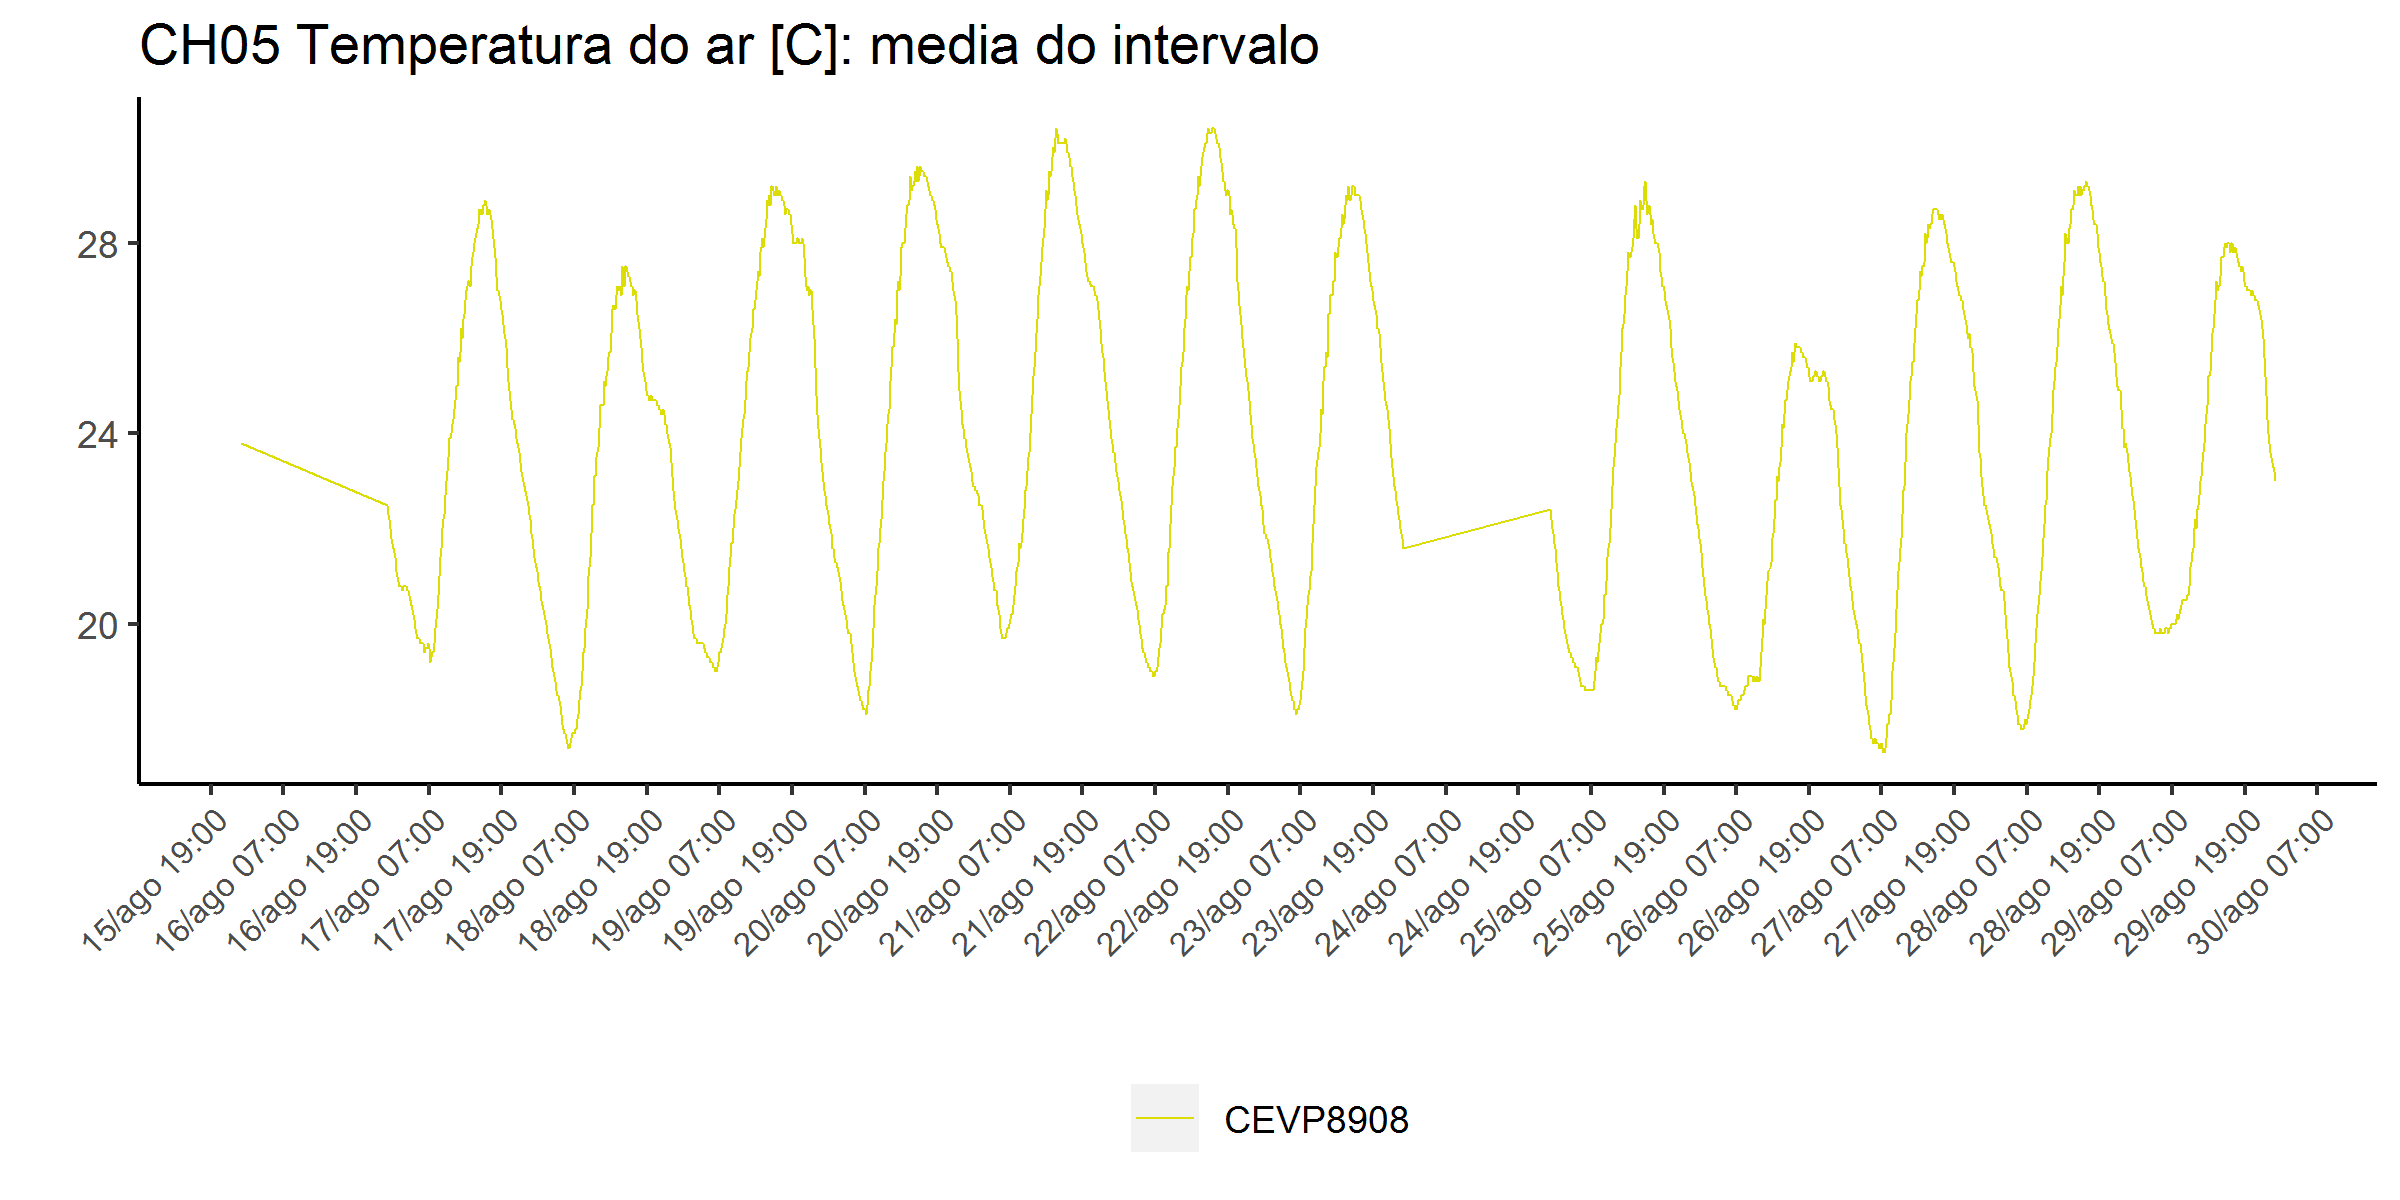 CH05 Temperatura do ar [C]: media do intervalo
28
24
20
15/ago 19:00
16/ago 07:00
16/ago 19:00
17/ago 07:00
17/ago 19:00
18/ago 07:00
18/ago 19:00
19/ago 07:00
19/ago 19:00
20/ago 07:00
20/ago 19:00
21/ago 07:00
21/ago 19:00
22/ago 07:00
22/ago 19:00
23/ago 07:00
23/ago 19:00
24/ago 07:00
24/ago 19:00
25/ago 07:00
25/ago 19:00
26/ago 07:00
26/ago 19:00
27/ago 07:00
27/ago 19:00
28/ago 07:00
28/ago 19:00
29/ago 07:00
29/ago 19:00
30/ago 07:00
CEVP8908